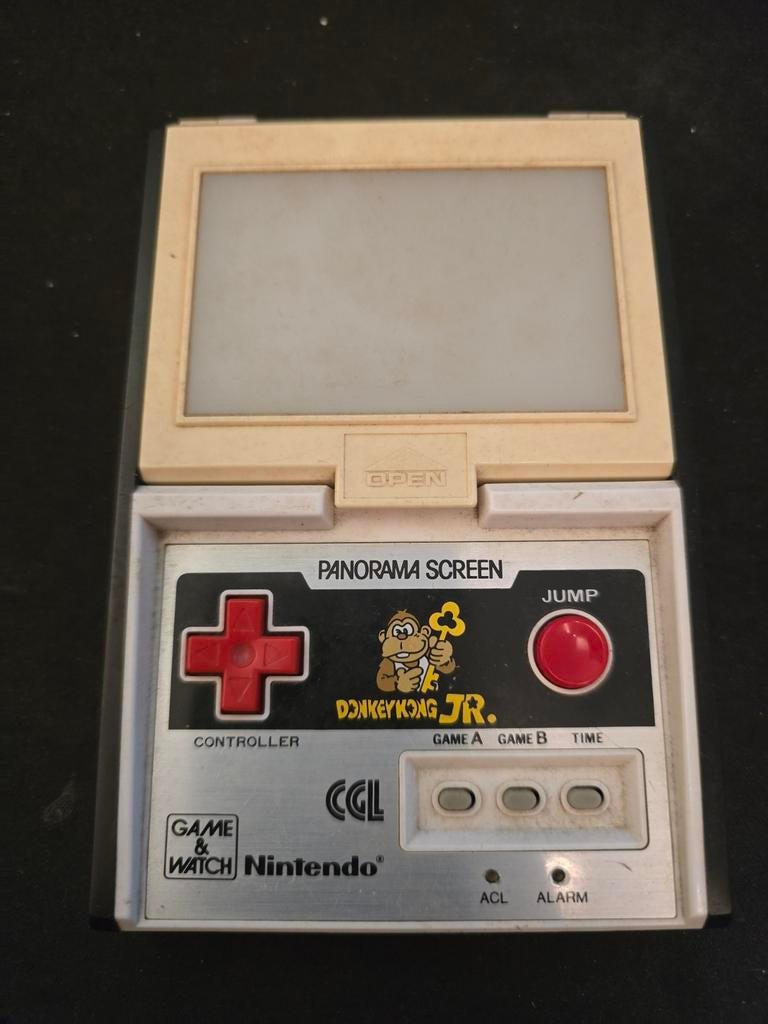 OPEN
PANORAMA SCREEN
JUMP
DONKEY KONG JR.
CONTROLLER
GAME A GAME B TIME
CGL
GAME
&
WATCH
Nintendo®
ACL ALARM